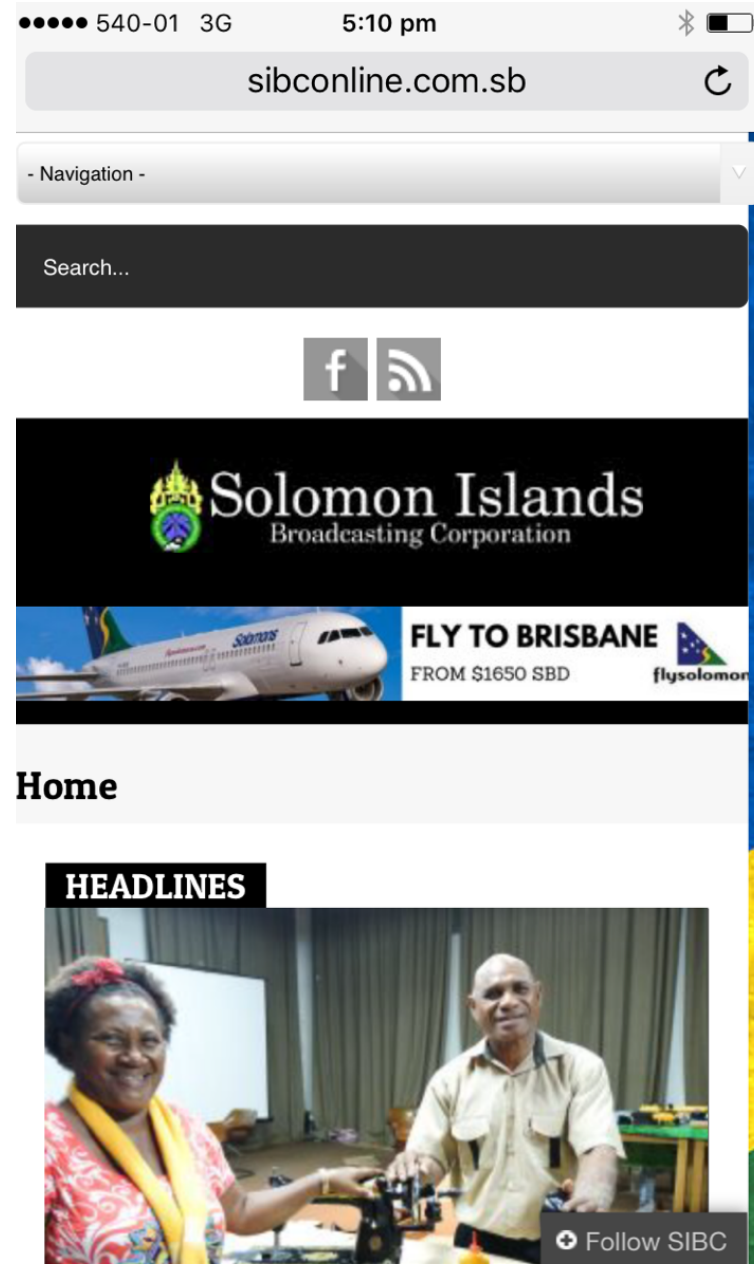 540-01 3G 5:10 pm
sibconline.com.sb
- Navigation -
Search...
f
Solomon Islands
Broadcasting Corporation
Solomons
FLY TO BRISBANE
FROM $1650 SBD
flysolomon
Home
HEADLINES
Follow SIBC